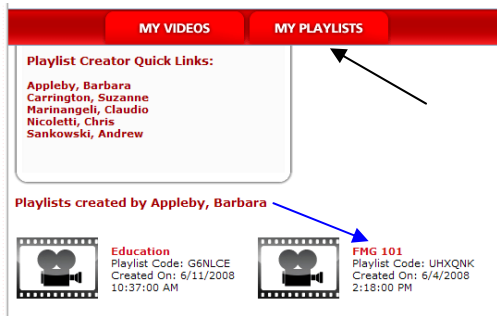 MY VIDEOS MY PLAYLISTS
Playlist Creator Quick Links:
Appleby, Barbara
Carrington, Suzanne
Marinangeli, Claudio
Nicoletti, Chris
Sankowski, Andrew
Playlists created by Appleby, Barbara
Education
Playlist Code: G6NLCE
Created On: 6/11/2008
10:37:00 AM
FMG 101
Playlist Code: UHXQNK
Created On: 6/4/2008
2:18:00 PM